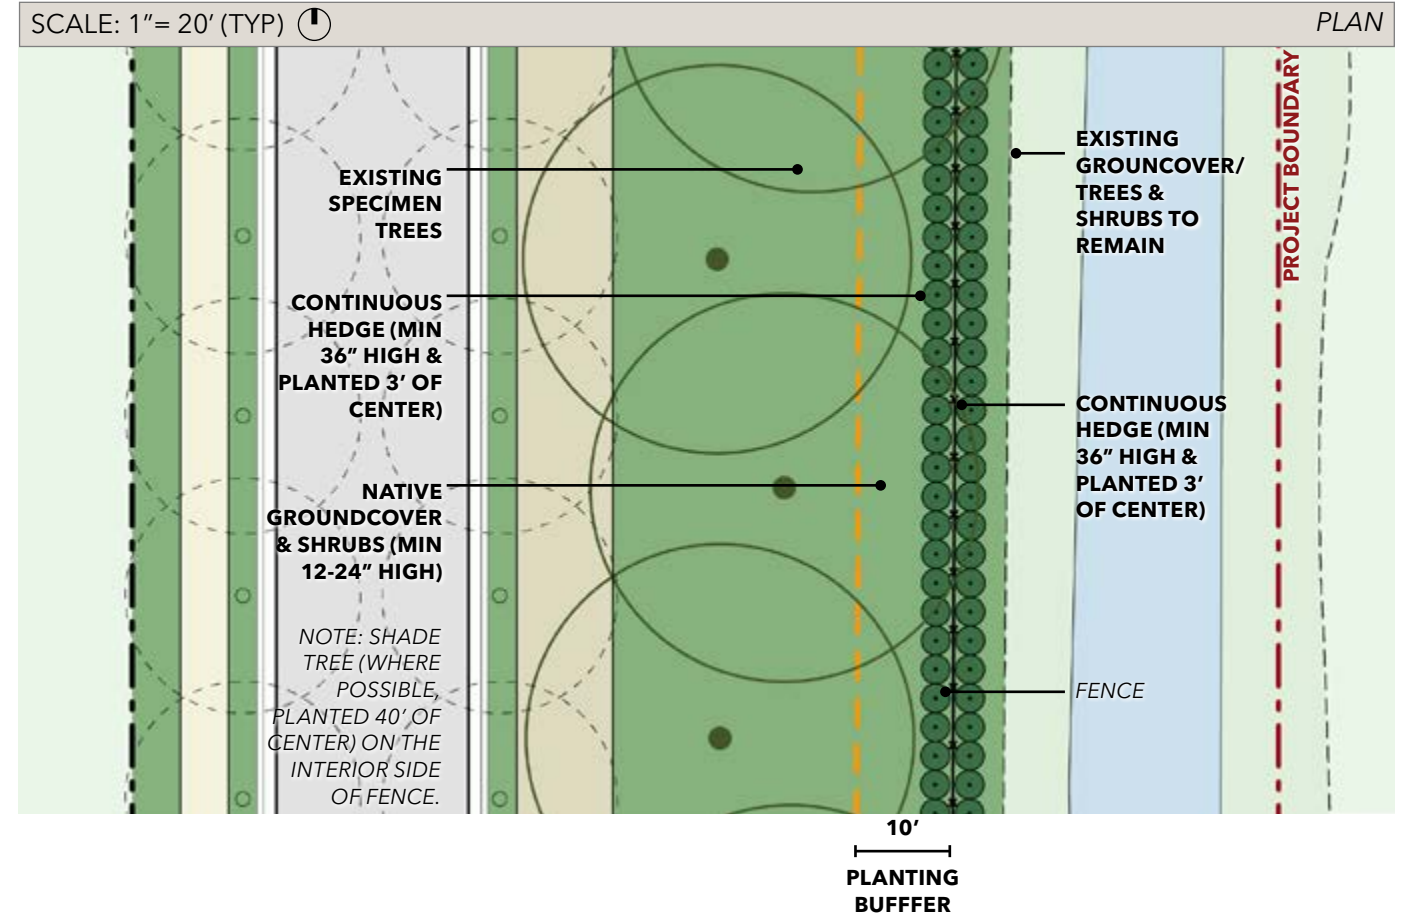 SCALE: 1”= 20’ (TYP)
PLAN
EXISTING
SPECIMEN
TREES
CONTINUOUS
HEDGE (MIN
36” HIGH &
PLANTED 3’ OF
CENTER)
NATIVE
GROUNDCOVER
& SHRUBS (MIN
12-24” HIGH)
NOTE: SHADE
TREE (WHERE
POSSIBLE,
PLANTED 40’ OF
CENTER) ON THE
INTERIOR SIDE
OF FENCE.
EXISTING
GROUNCOVER/
TREES &
SHRUBS TO
REMAIN
PROJECT BOUNDARY
CONTINUOUS
HEDGE (MIN
36” HIGH &
PLANTED 3’
OF CENTER)
FENCE
10’
PLANTING
BUFFFER